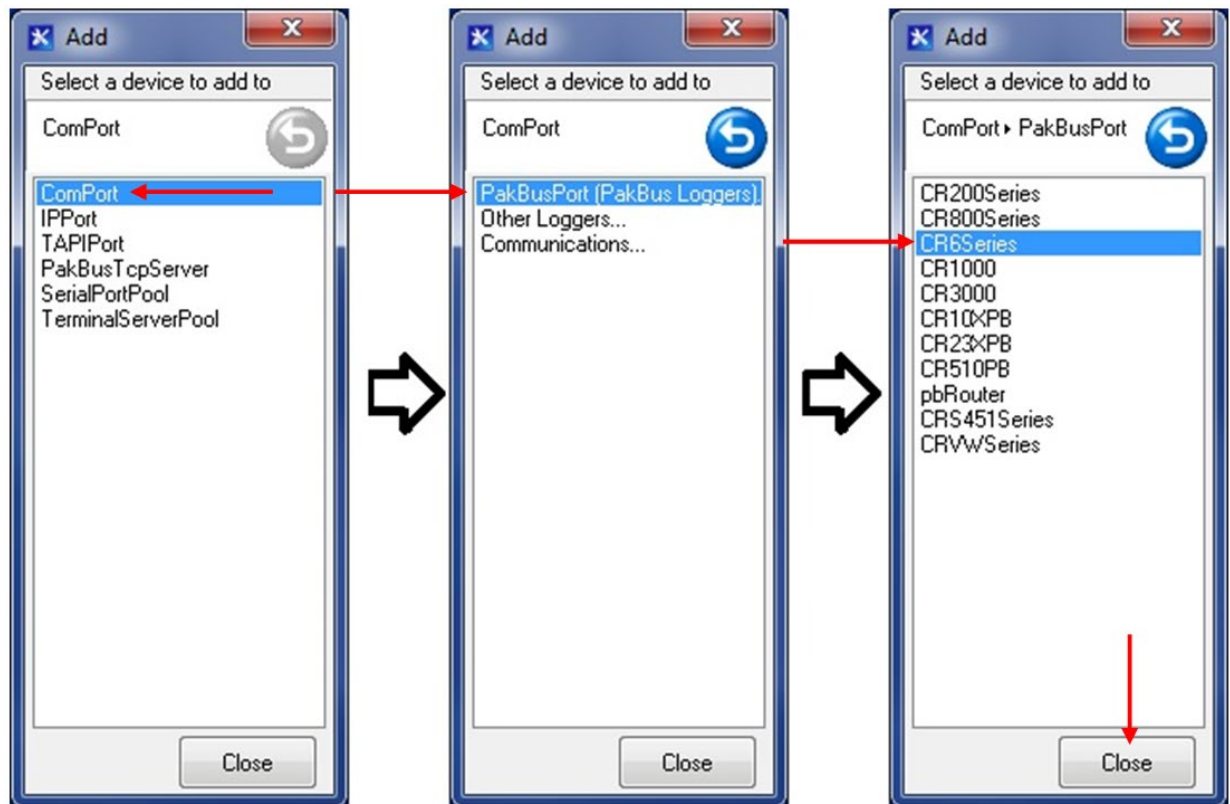 Add
Select a device to add to
ComPort
ComPort
IPPort
TAPIPort
PakBusTcpServer
SerialPortPool
TerminalServerPool
Close
Add
Select a device to add to
ComPort
PakBusPort (PakBus Loggers).
Other Loggers...
Communications...
Close
Add
Select a device to add to
ComPort ▸ PakBusPort
CR200Series
CR800Series
CR6Series
CR1000
CR3000
CR10XPB
CR23XPB
CR510PB
pbRouter
CRS451Series
CRVWSeries
Close